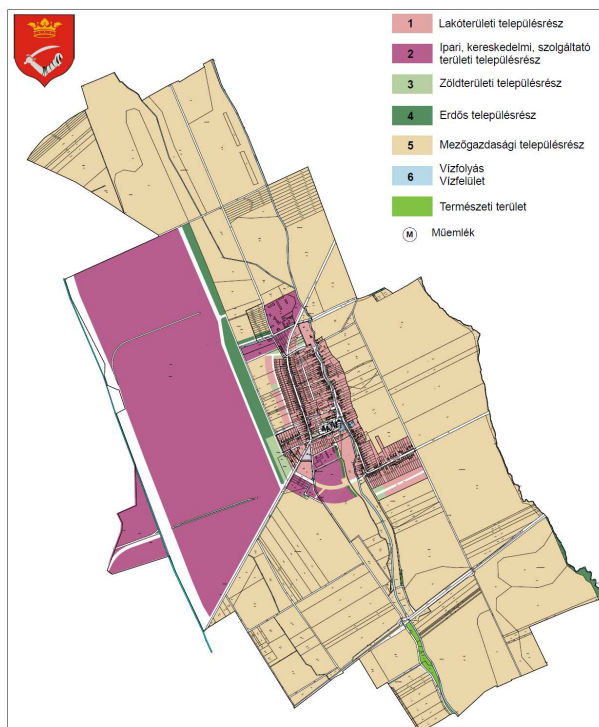 1 Lakóterületi településrész
2 Ipari, kereskedelmi, szolgáltató
területi településrész
3 Zöldterületi településrész
4 Erdős településrész
5 Mezőgazdasági településrész
6 Vízfolyás
Vízfelület
Természeti terület
M Műemlék